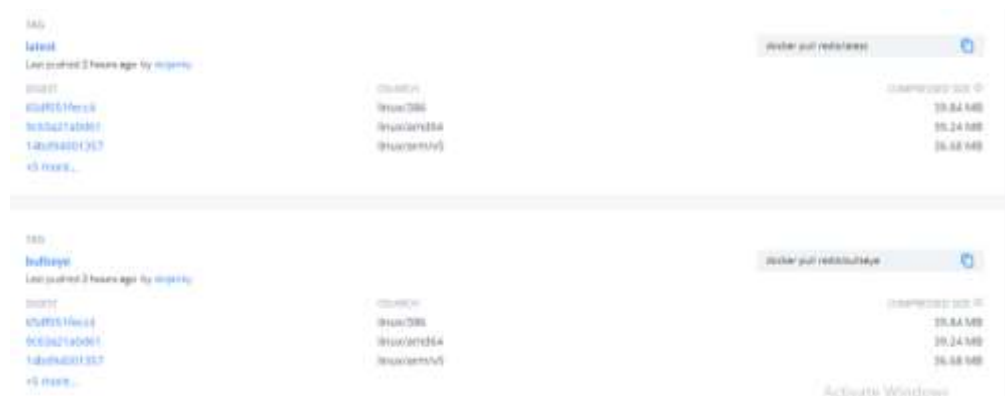 TAG
latest
docker pull redis:latest
Last pushed 2 hours ago by
DIGEST OS/ARCH COMPRESSED SIZE
linux/386 39.84 MB
linux/amd64 39.24 MB
linux/arm/v5 36.68 MB
+5 more...
TAG
bullseye
docker pull redis:bullseye
Last pushed 2 hours ago by
DIGEST OS/ARCH COMPRESSED SIZE
linux/386 39.84 MB
linux/amd64 39.24 MB
linux/arm/v5 36.68 MB
+5 more...
Activate Windows